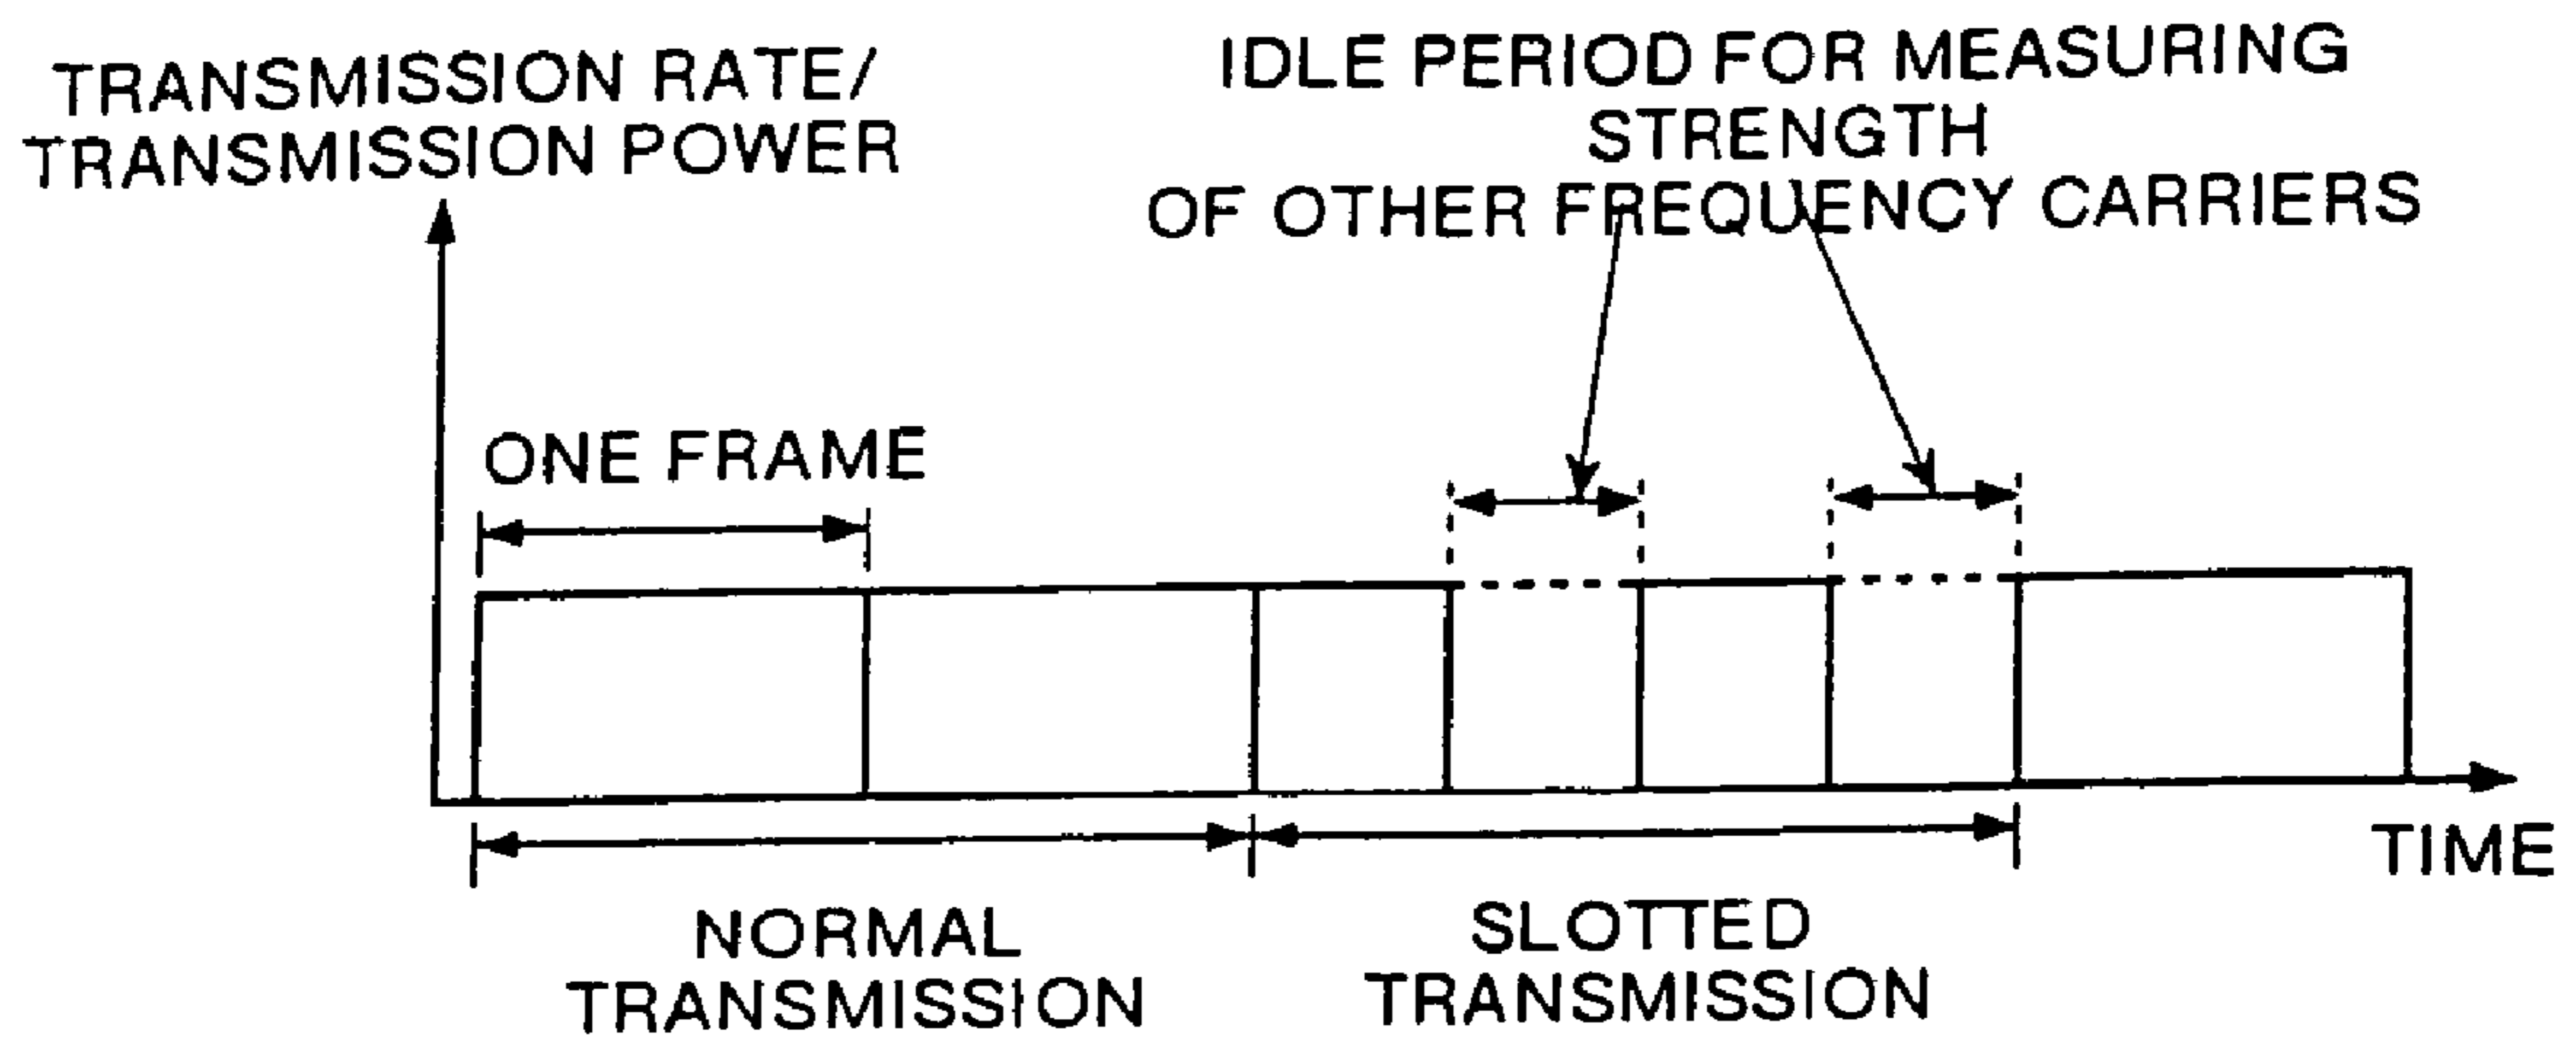 TRANSMISSION RATE/
TRANSMISSION POWER
IDLE PERIOD FOR MEASURING
STRENGTH
OF OTHER FREQUENCY CARRIERS
ONE FRAME
TIME
NORMAL
TRANSMISSION
SLOTTED
TRANSMISSION